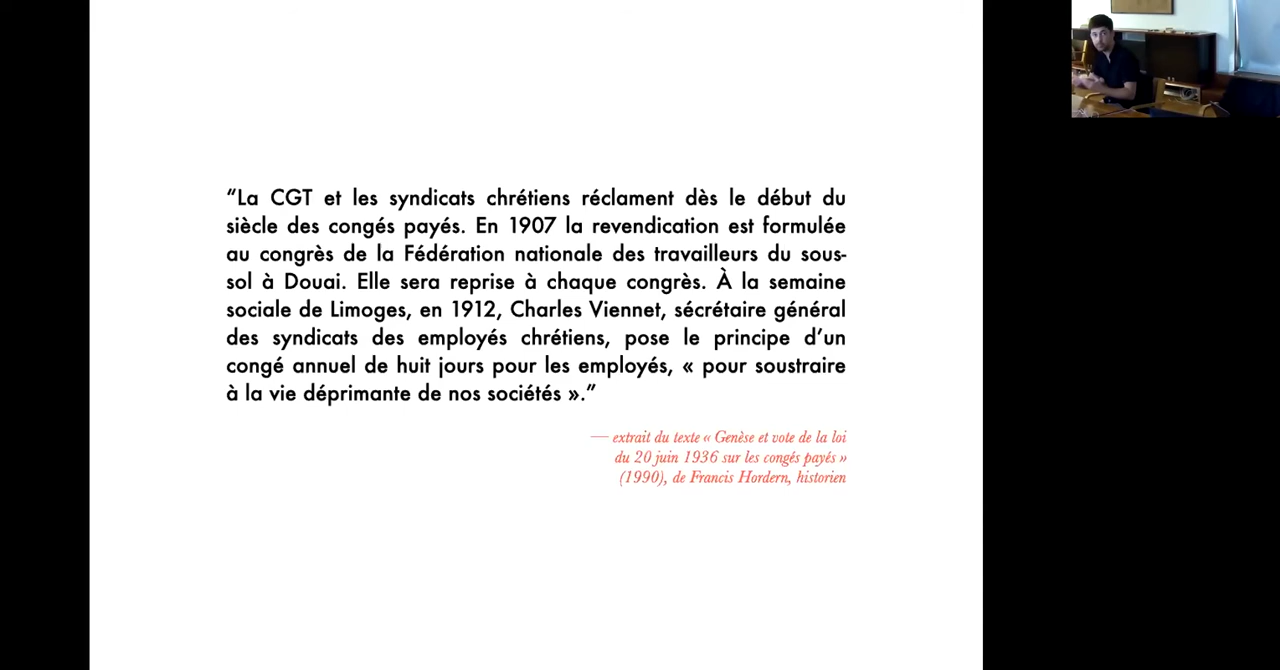 “La CGT et les syndicats chrétiens réclament dès le début du
siècle des congés payés. En 1907 la revendication est formulée
au congrès de la Fédération nationale des travailleurs du sous-
sol à Douai. Elle sera reprise à chaque congrès. À la semaine
sociale de Limoges, en 1912, Charles Viennet, sécrétaire général
des syndicats des employés chrétiens, pose le principe d’un
congé annuel de huit jours pour les employés, « pour soustraire
à la vie déprimante de nos sociétés ».”
— extrait du texte « Genèse et vote de la loi
du 20 juin 1936 sur les congés payés »
(1990), de Francis Hordern, historien